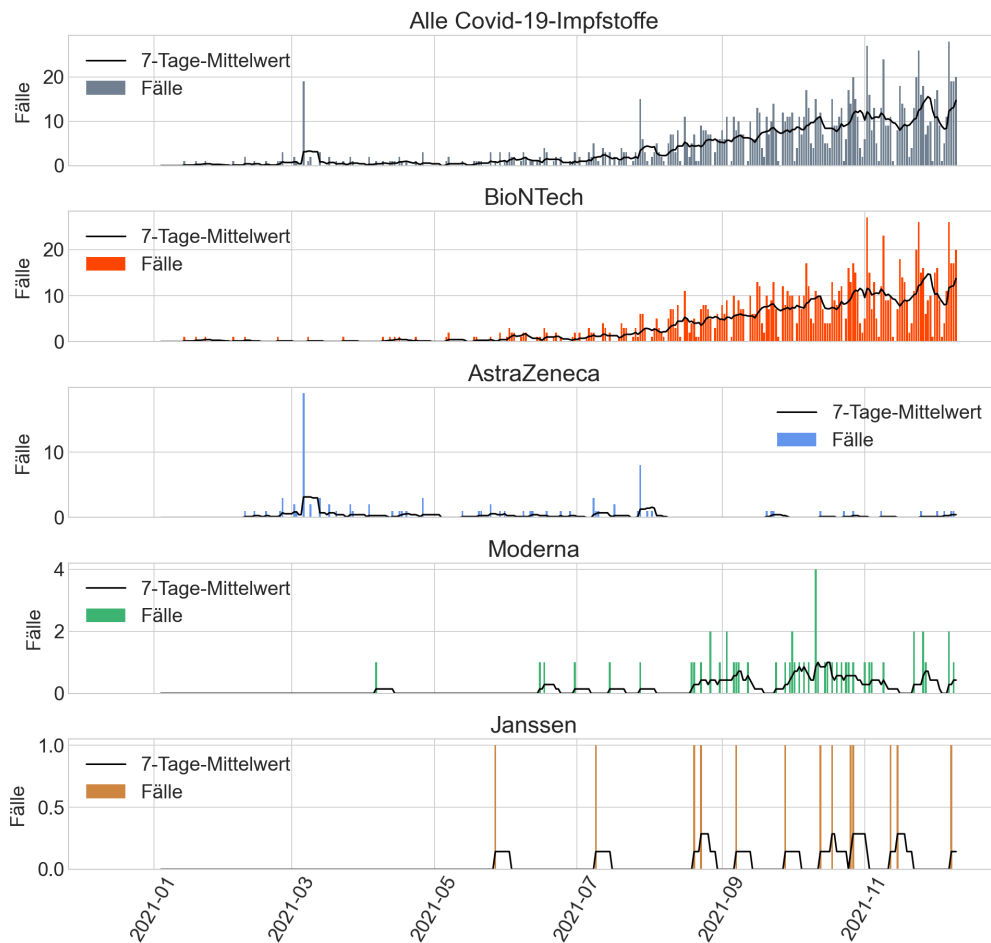 Alle Covid-19-Impfstoffe
7-Tage-Mittelwert
Fälle
Fälle
20
10
0
BioNTech
7-Tage-Mittelwert
Fälle
Fälle
20
10
0
AstraZeneca
7-Tage-Mittelwert
Fälle
Fälle
10
0
Moderna
7-Tage-Mittelwert
Fälle
Fälle
4
2
0
Janssen
7-Tage-Mittelwert
Fälle
Fälle
1.0
0.5
0.0
2021-01
2021-03
2021-05
2021-07
2021-09
2021-11